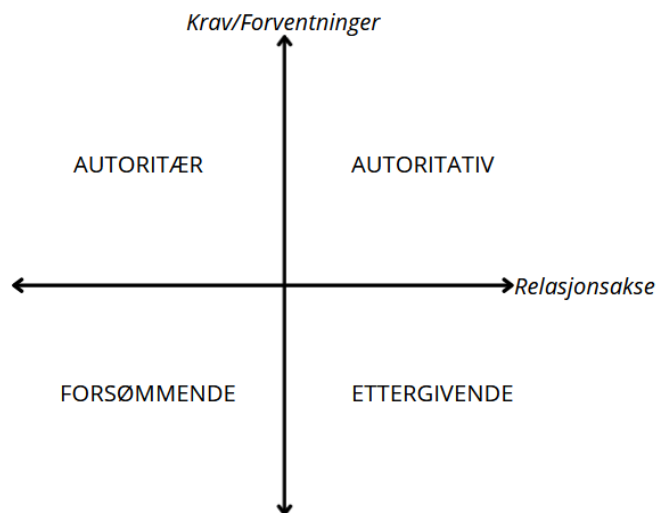 Krav/Forventninger
AUTORITÆR
AUTORITATIV
Relasjonsakse
FORSØMMENDE
ETTERGIVENDE